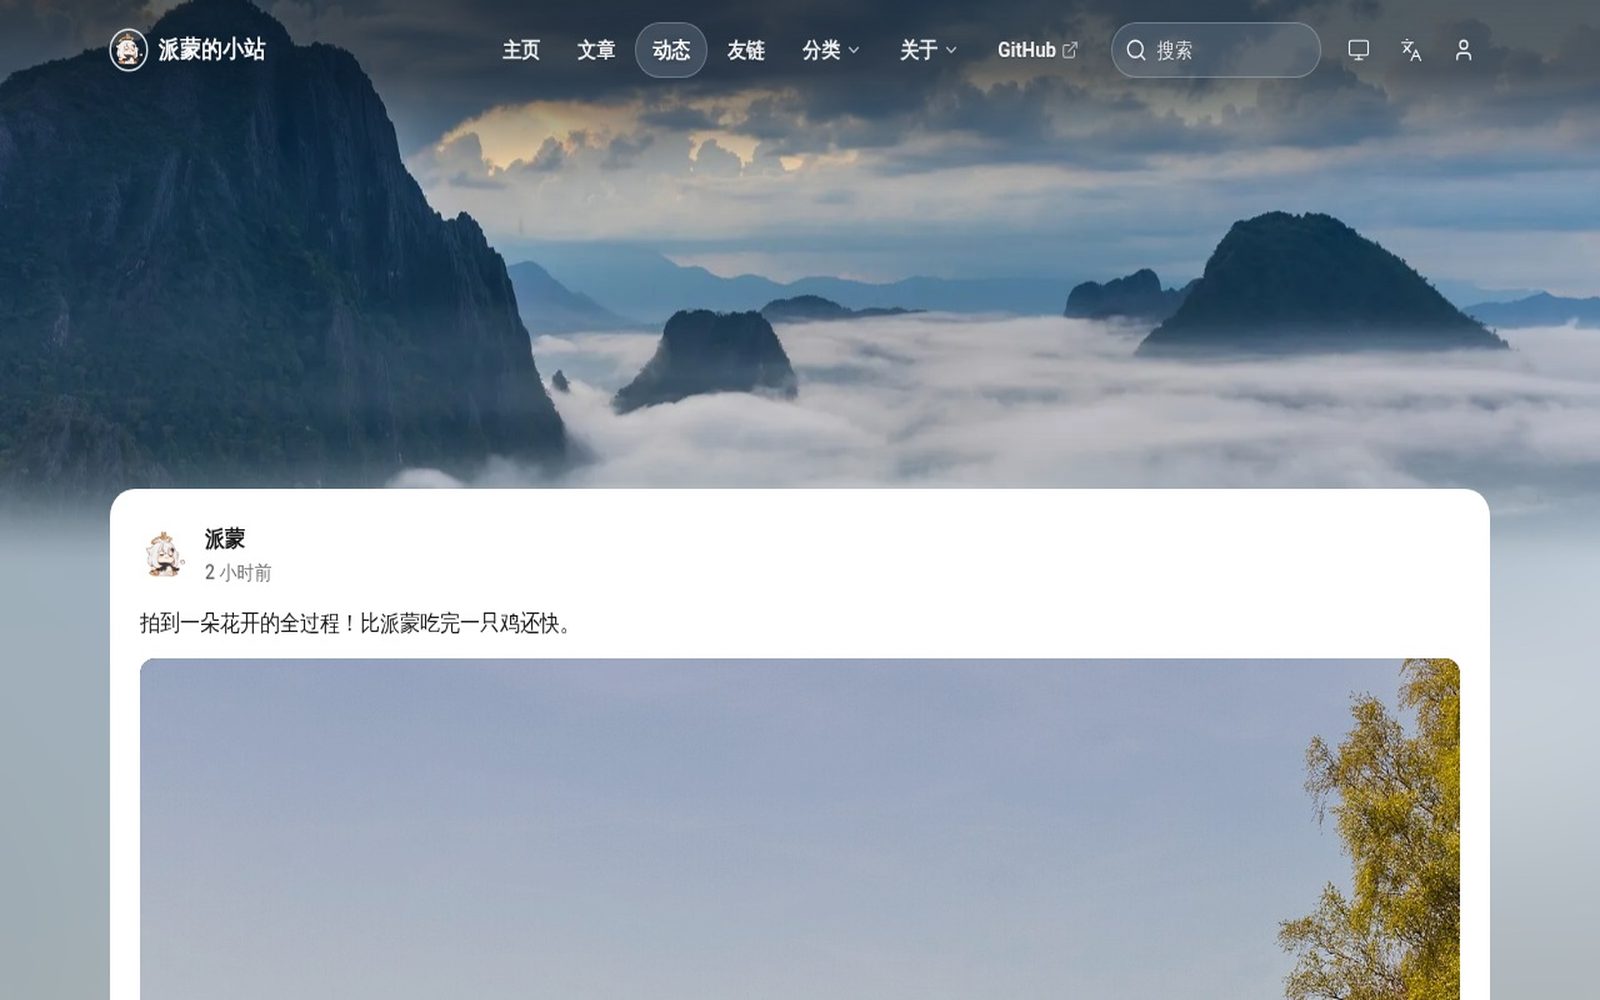 派蒙的小站
主页 文章 动态 友链 分类 关于 GitHub 搜索
派蒙
2 小时前
拍到一朵花开的全过程！比派蒙吃完一只鸡还快。